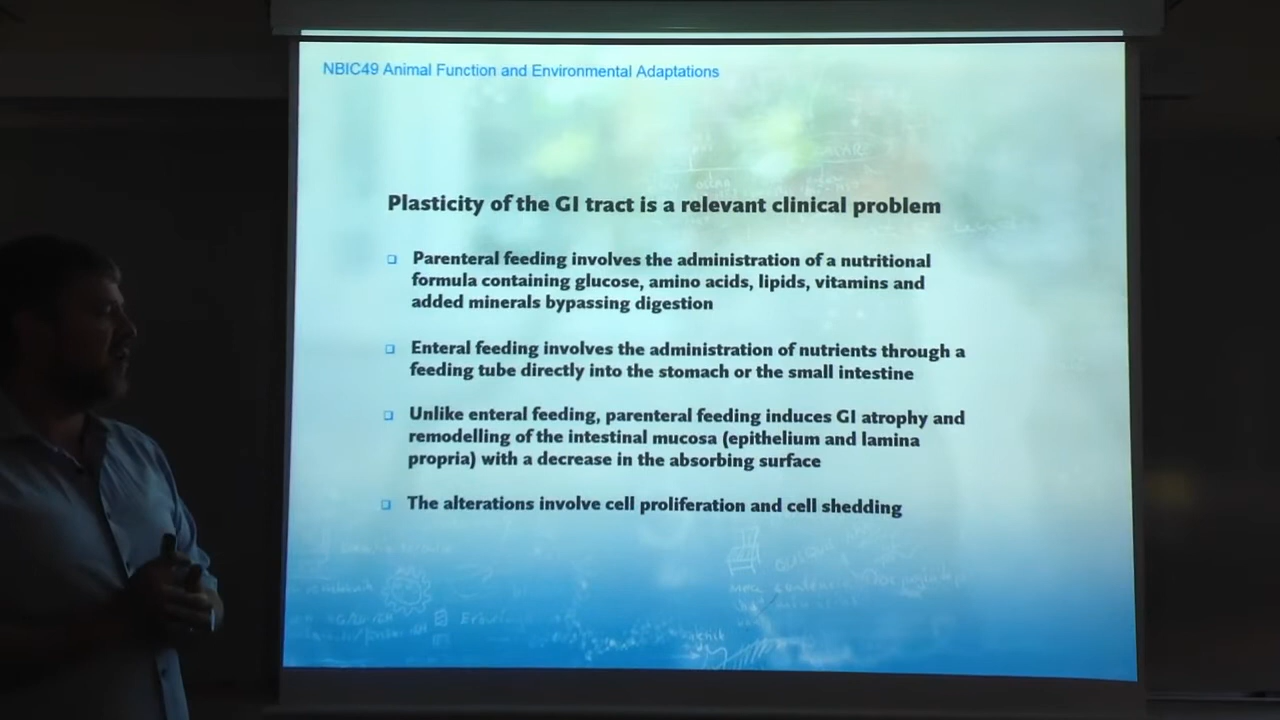 NBIC49 Animal Function and Environmental Adaptations
Plasticity of the GI tract is a relevant clinical problem
Parenteral feeding involves the administration of a nutritional
formula containing glucose, amino acids, lipids, vitamins and
added minerals bypassing digestion
Enteral feeding involves the administration of nutrients through a
feeding tube directly into the stomach or the small intestine
Unlike enteral feeding, parenteral feeding induces GI atrophy and
remodelling of the intestinal mucosa (epithelium and lamina
propria) with a decrease in the absorbing surface
The alterations involve cell proliferation and cell shedding